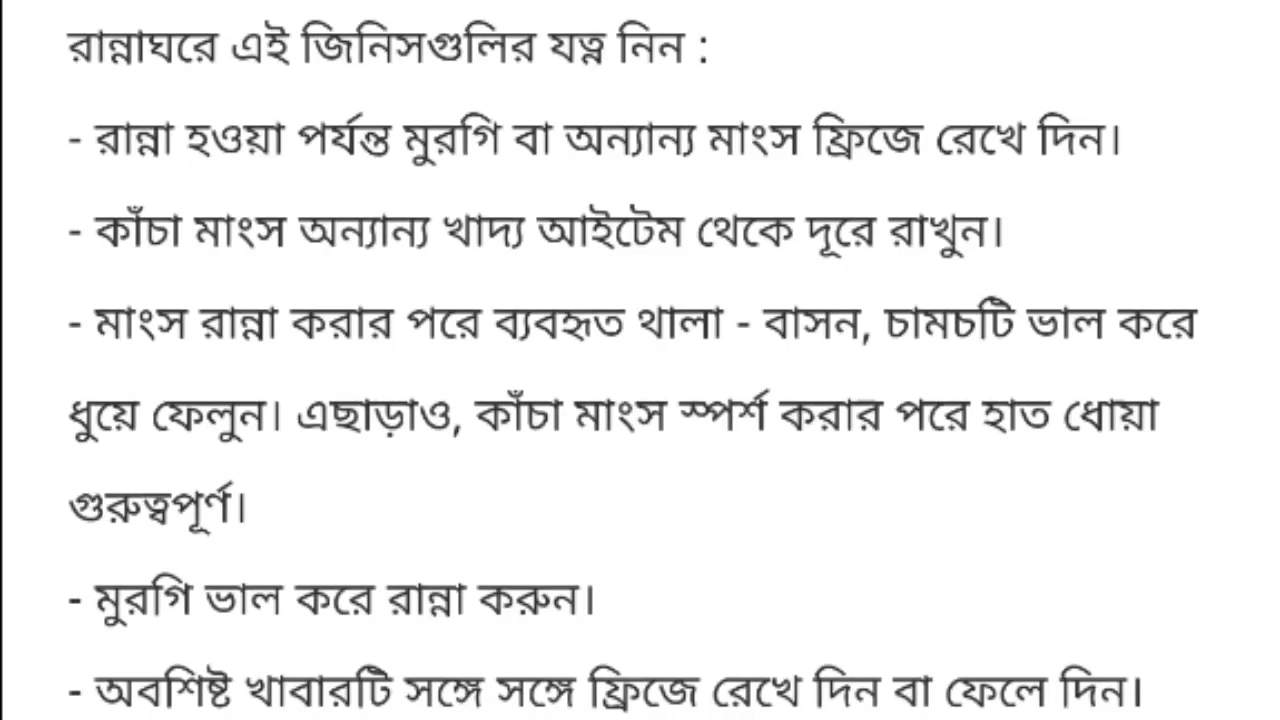 রান্নাঘরে এই জিনিসগুলির যত্ন নিন :
- রান্না হওয়া পর্যন্ত মুরগি বা অন্যান্য মাংস ফ্রিজে রেখে দিন।
- কাঁচা মাংস অন্যান্য খাদ্য আইটেম থেকে দূরে রাখুন।
- মাংস রান্না করার পরে ব্যবহৃত থালা - বাসন, চামচটি ভাল করে
ধুয়ে ফেলুন। এছাড়াও, কাঁচা মাংস স্পর্শ করার পরে হাত ধোয়া
গুরুত্বপূর্ণ।
- মুরগি ভাল করে রান্না করুন।
- অবশিষ্ট খাবারটি সঙ্গে সঙ্গে ফ্রিজে রেখে দিন বা ফেলে দিন।